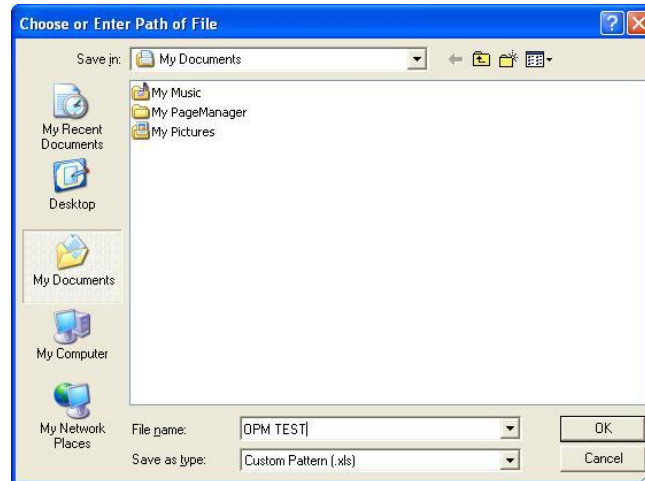 Choose or Enter Path of File
Save in:
My Documents
My Recent
Documents
Desktop
My Documents
My Computer
My Network
Places
My Music
My PageManager
My Pictures
File name:
OPM TEST
OK
Save as type:
Custom Pattern (.xls)
Cancel